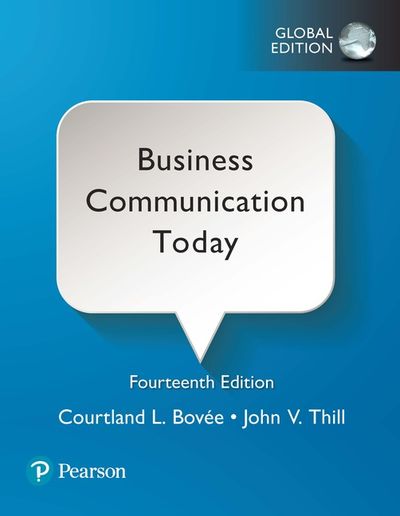 GLOBAL
EDITION
Business
Communication
Today
Fourteenth Edition
Courtland L. Bovée • John V. Thill
Pearson